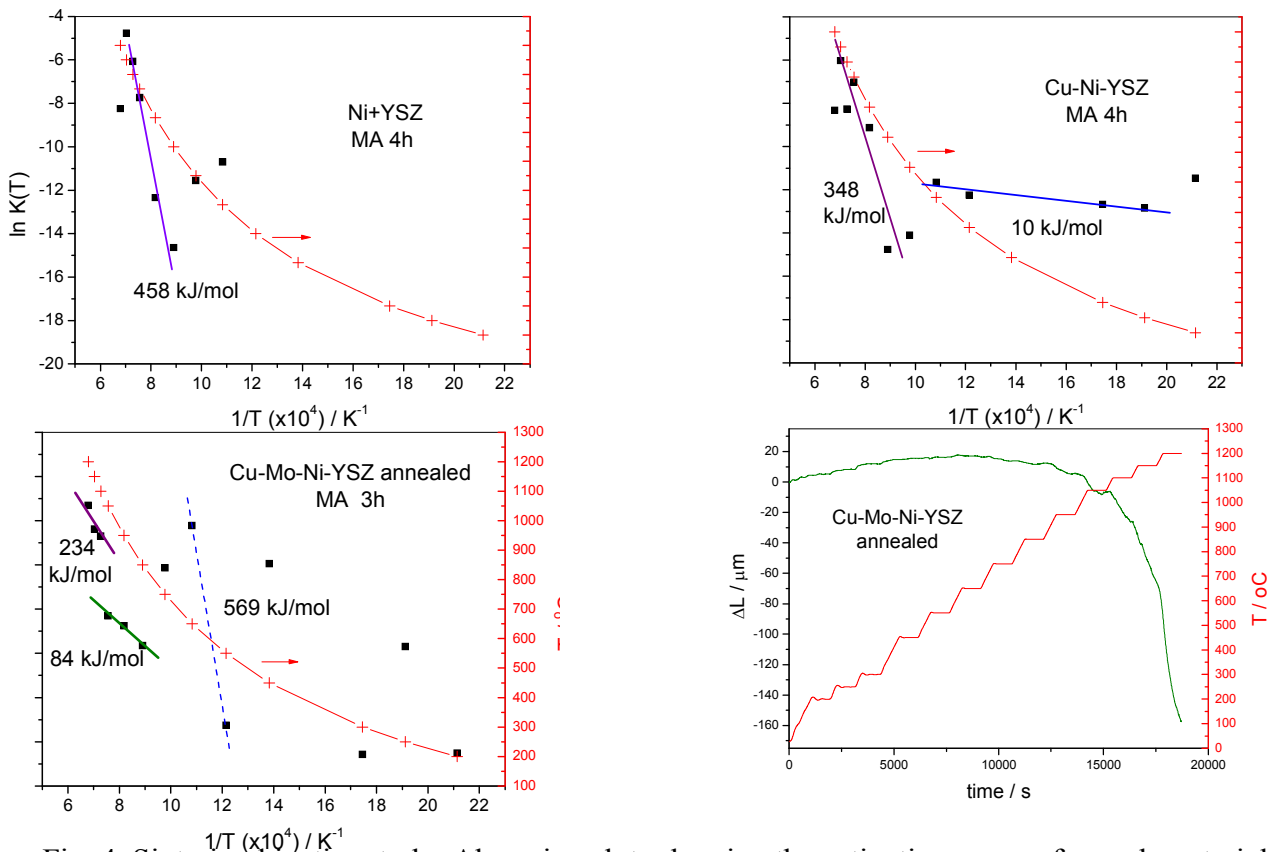 -4
-6
-8
-10
-12
-14
-16
-18
-20
ln K(T)
Ni+YSZ
MA 4h
458 kJ/mol
6 8 10 12 14 16 18 20 22
1/T (x10⁴) / K⁻¹
Cu-Ni-YSZ
MA 4h
348
kJ/mol
10 kJ/mol
6 8 10 12 14 16 18 20 22
1/T (x10⁴) / K⁻¹
Cu-Mo-Ni-YSZ annealed
MA 3h
234
kJ/mol
569 kJ/mol
84 kJ/mol
1300
1200
1100
1000
900
800
700
600
500
400
300
200
100
6 8 10 12 14 16 18 20 22
1/T (x10⁴) / K⁻¹
20
0
-20
-40
-60
-80
-100
-120
-140
-160
ΔL / μm
Cu-Mo-Ni-YSZ
annealed
1300
1200
1100
1000
900
800
700
600
500
400
300
200
100
0
T / oC
0 5000 10000 15000 20000
time / s